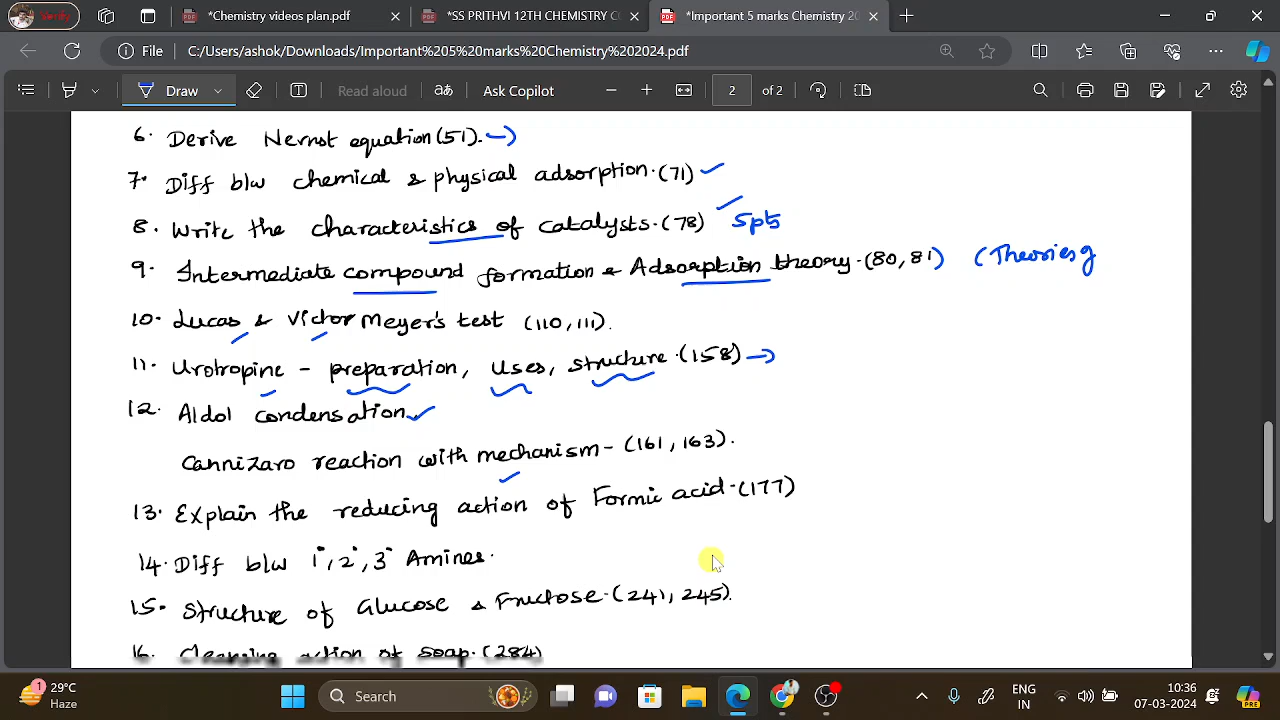 *Chemistry videos plan.pdf
*SS PRITHVI 12TH CHEMISTRY C
*Important 5 marks Chemistry 20
File C:/Users/ashok/Downloads/Important%205%20marks%20Chemistry%202024.pdf
Draw Read aloud aあ Ask Copilot 2 of 2
6. Derive Nernst equation (51). →
7. Diff b/w chemical & physical adsorption. (71) ✓
8. Write the characteristics of catalysts. (78) ✓ 5pts
9. Intermediate compound formation & Adsorption theory. (80, 81) (Theories
10. Lucas & Victor Meyer's test (110, 111).
11. Urotropine - preparation, Uses, structure. (158) →
12. Aldol condensation. ✓
Cannizaro reaction with mechanism - (161, 163).
13. Explain the reducing action of Formic acid - (177)
14. Diff b/w 1°, 2°, 3° Amines.
15. Structure of Glucose & Fructose. (241, 245).
16. Cleansing action of soap. (284)
1
29°C
Haze
Search
ENG
IN
10:36
07-03-2024
PRE